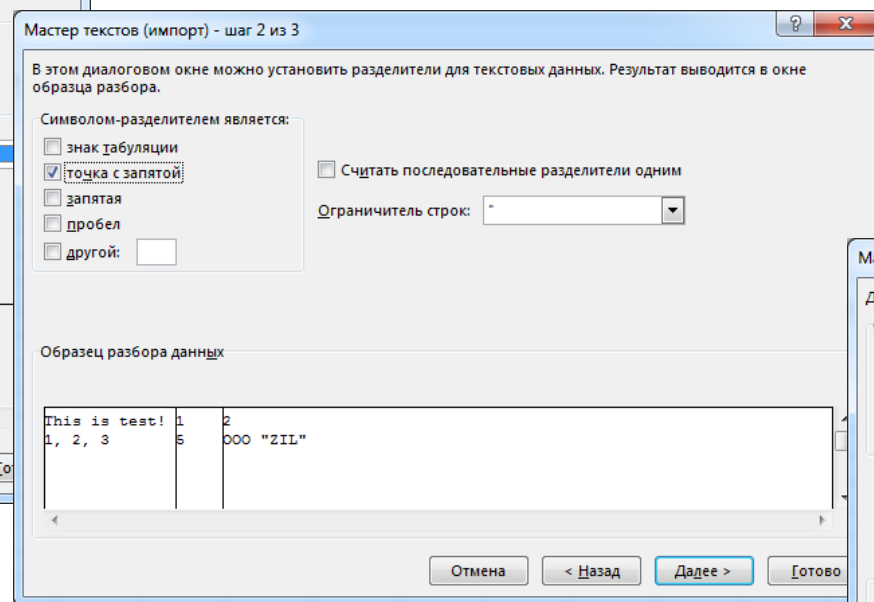 Мастер текстов (импорт) - шаг 2 из 3
В этом диалоговом окне можно установить разделители для текстовых данных. Результат выводится в окне
образца разбора.
Символом-разделителем является:
знак табуляции
точка с запятой
запятая
пробел
другой:
Считать последовательные разделители одним
Ограничитель строк: "
Образец разбора данных
This is test! 1 2
1, 2, 3 5 ООО "ZIL"
Отмена < Назад Далее > Готово